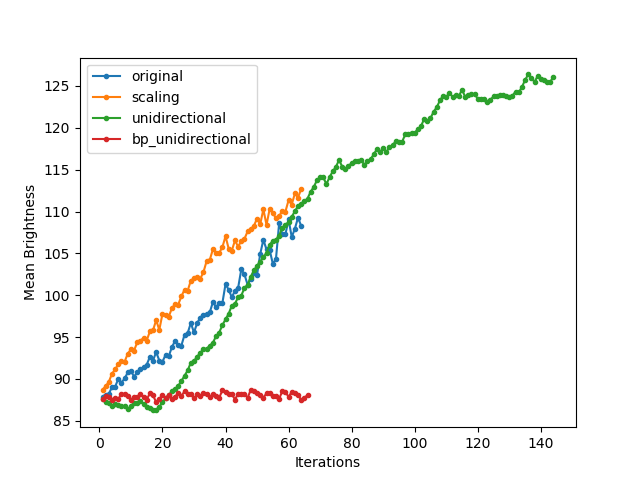 original
scaling
unidirectional
bp_unidirectional
125
120
115
110
105
100
95
90
85
Mean Brightness
0 20 40 60 80 100 120 140
Iterations